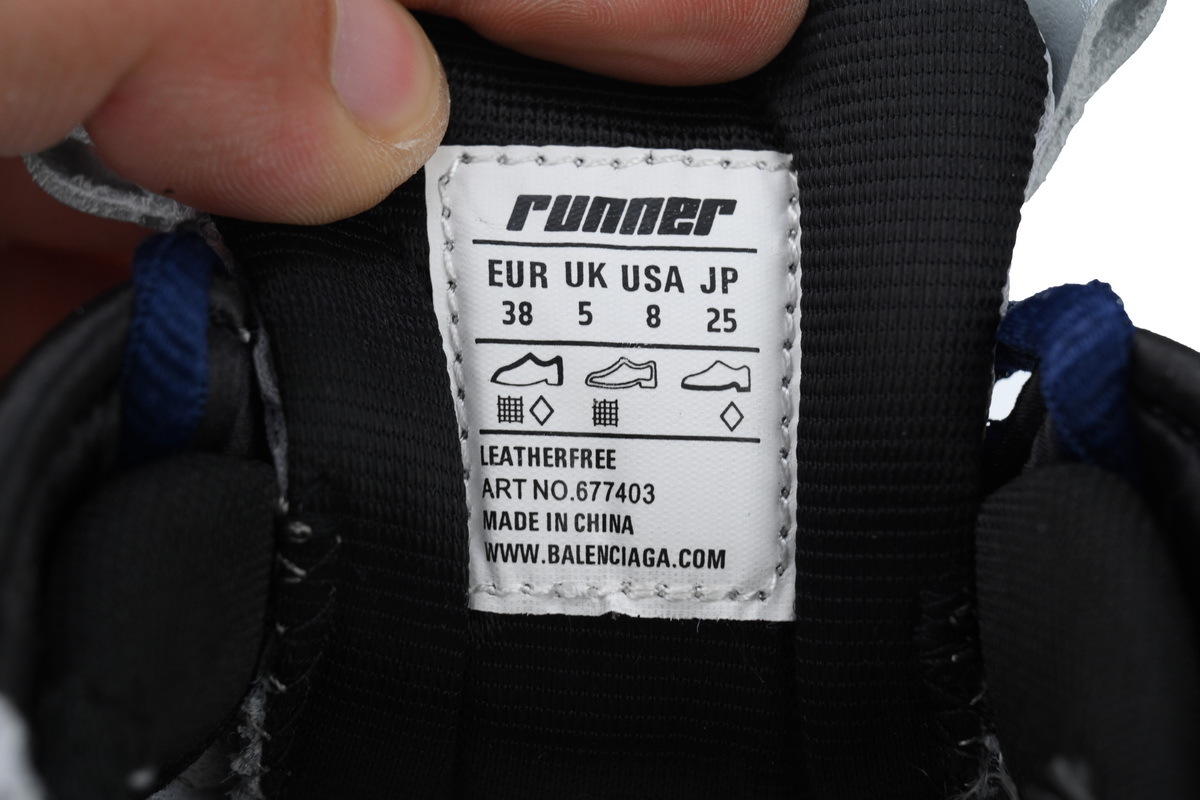 runner
EUR UK USA JP
38 5 8 25
LEATHERFREE
ART NO.677403
MADE IN CHINA
WWW.BALENCIAGA.COM